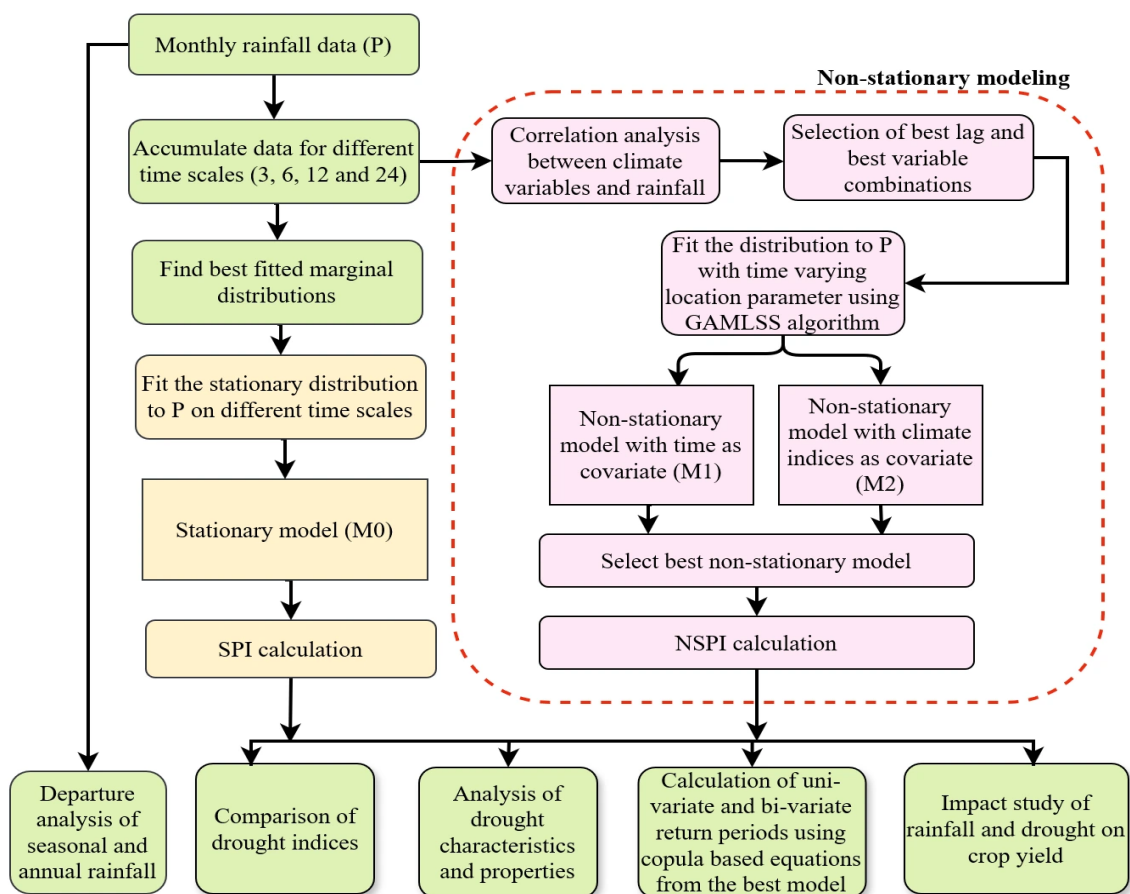 Monthly rainfall data (P)
Non-stationary modeling
Accumulate data for different
time scales (3, 6, 12 and 24)
Correlation analysis
between climate
variables and rainfall
Selection of best lag and
best variable
combinations
Find best fitted marginal
distributions
Fit the distribution to P
with time varying
location parameter using
GAMLSS algorithm
Fit the stationary distribution
to P on different time scales
Non-stationary
model with time as
covariate (M1)
Non-stationary
model with climate
indices as covariate
(M2)
Stationary model (M0)
Select best non-stationary model
SPI calculation
NSPI calculation
Departure
analysis of
seasonal and
annual rainfall
Comparison of
drought indices
Analysis of
drought
characteristics
and properties
Calculation of uni-
variate and bi-variate
return periods using
copula based equations
from the best model
Impact study of
rainfall and drought on
crop yield